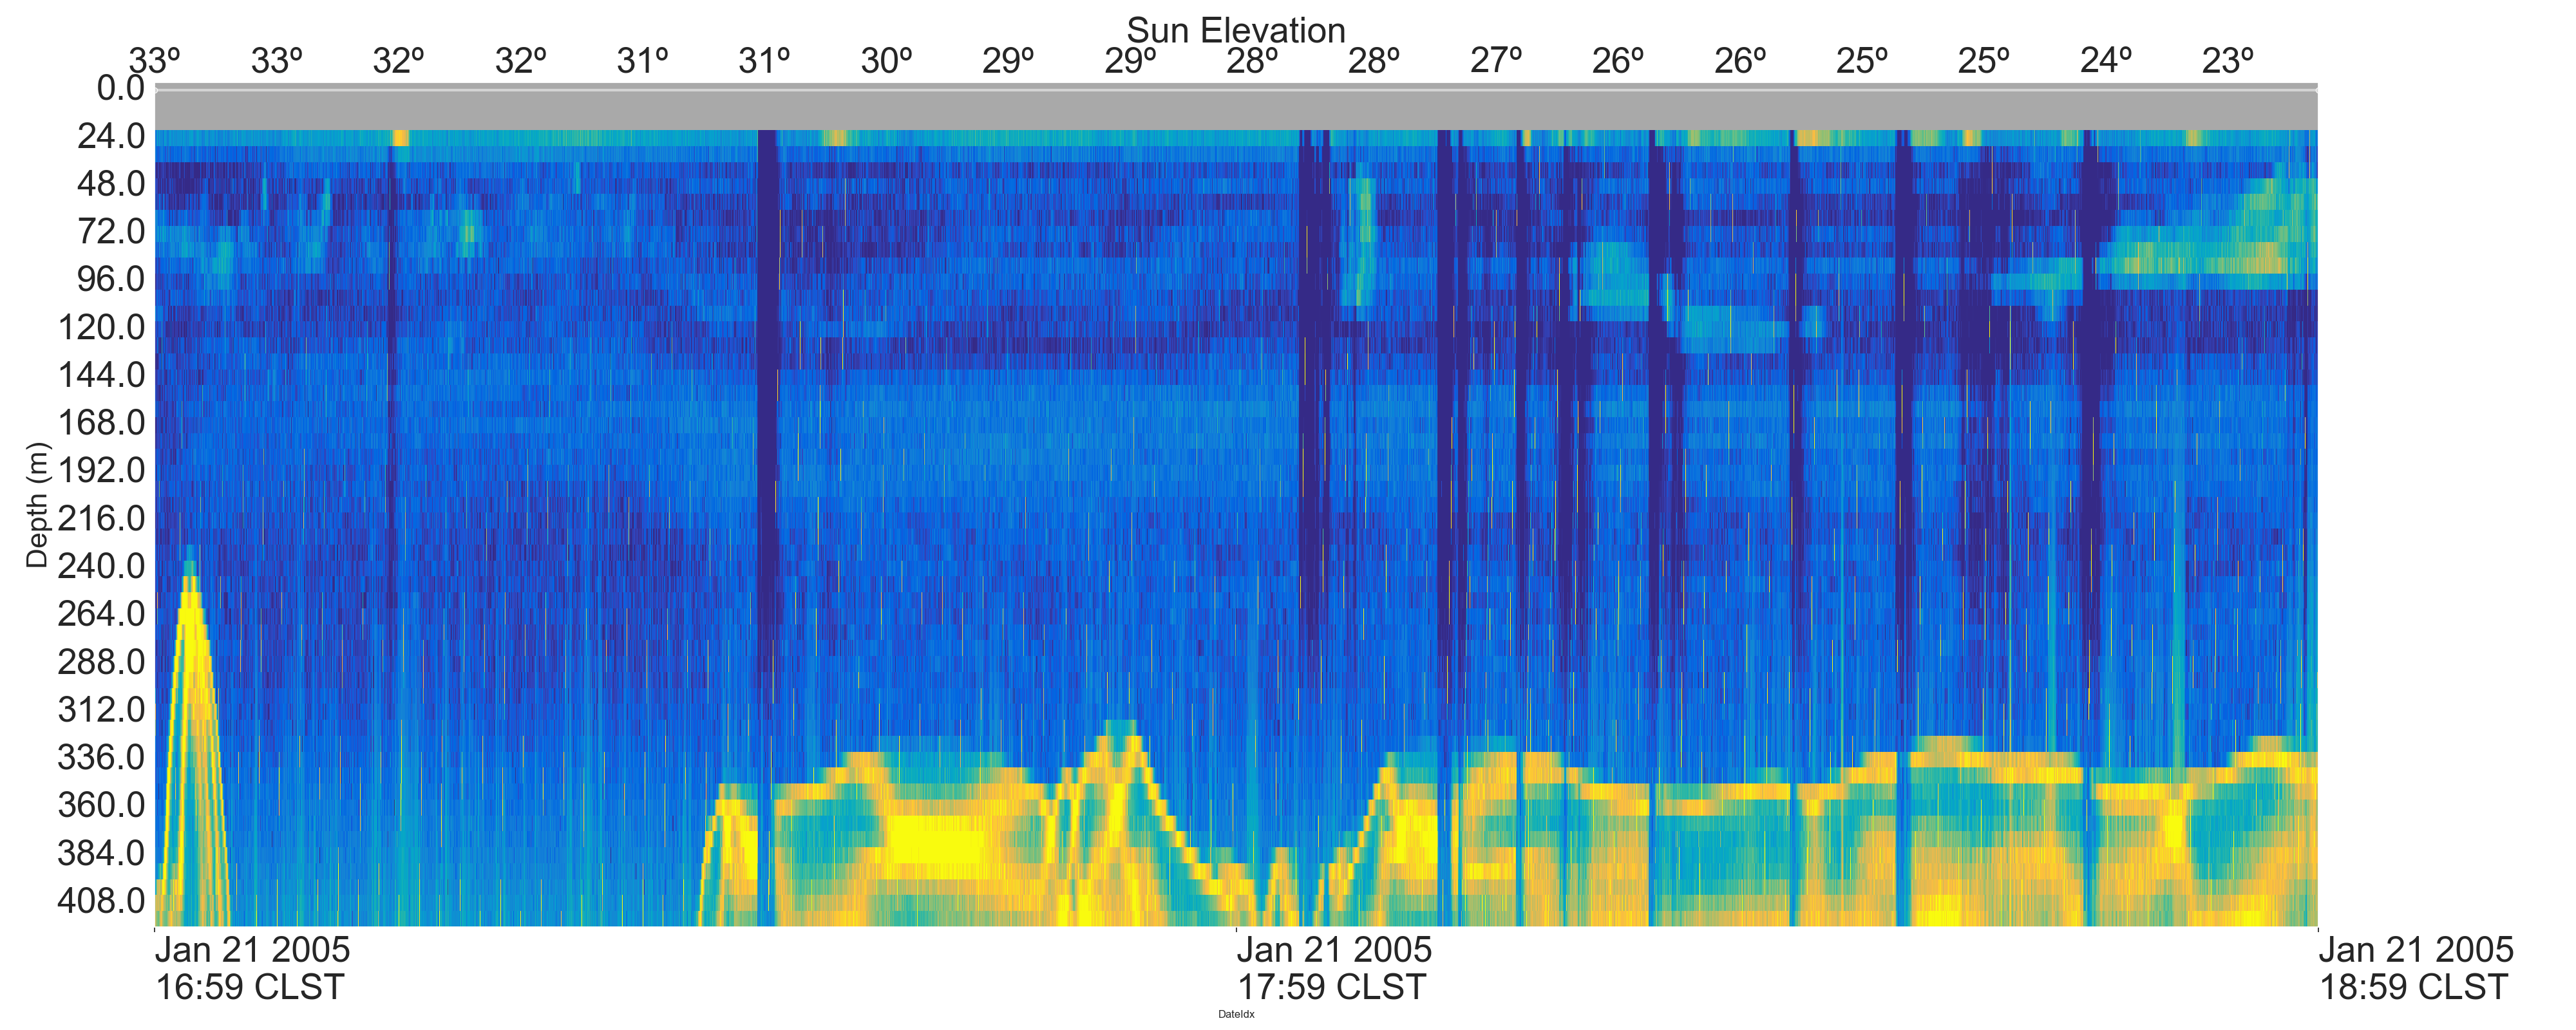 Sun Elevation
33º 33º 32º 32º 31º 31º 30º 29º 29º 28º 28º 27º 26º 26º 25º 25º 24º 23º
0.0
24.0
48.0
72.0
96.0
120.0
144.0
168.0
192.0
216.0
240.0
264.0
288.0
312.0
336.0
360.0
384.0
408.0
Depth (m)
Jan 21 2005
16:59 CLST
Jan 21 2005
17:59 CLST
Jan 21 2005
18:59 CLST
DateIdx